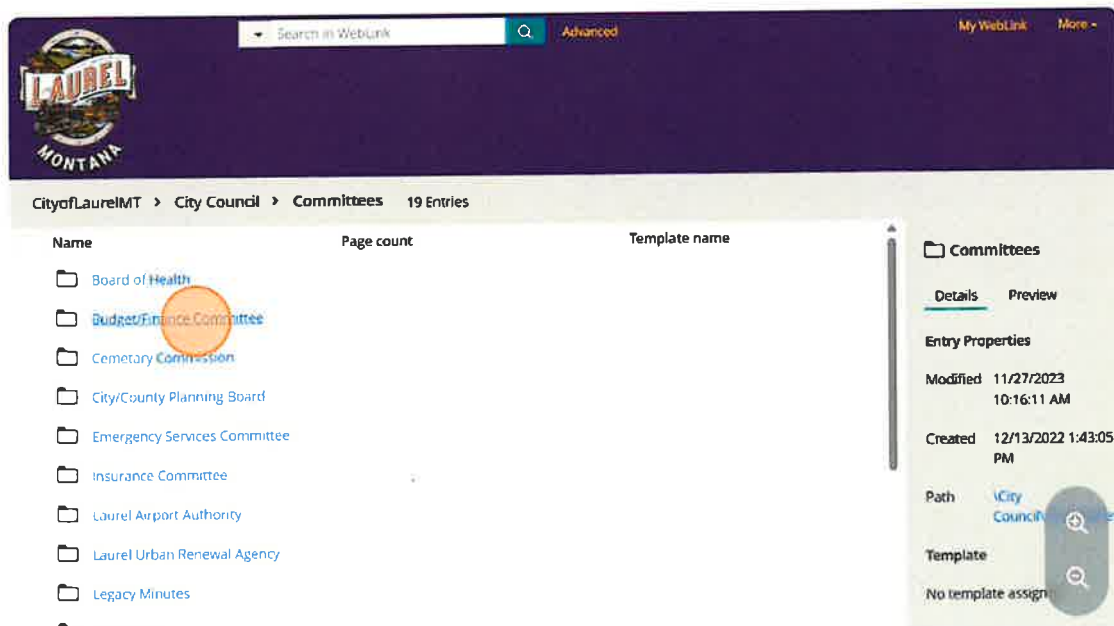 Search in WebLink
Advanced
My WebLink
More
LAUREL
MONTANA
CityofLaurelMT > City Council > Committees 19 Entries
Name Page count Template name
Board of Health
Budget/Finance Committee
Cemetary Commission
City/County Planning Board
Emergency Services Committee
Insurance Committee
Laurel Airport Authority
Laurel Urban Renewal Agency
Legacy Minutes
Committees
Details Preview
Entry Properties
Modified 11/27/2023
10:16:11 AM
Created 12/13/2022 1:43:05
PM
Path \City
Template
No template assign